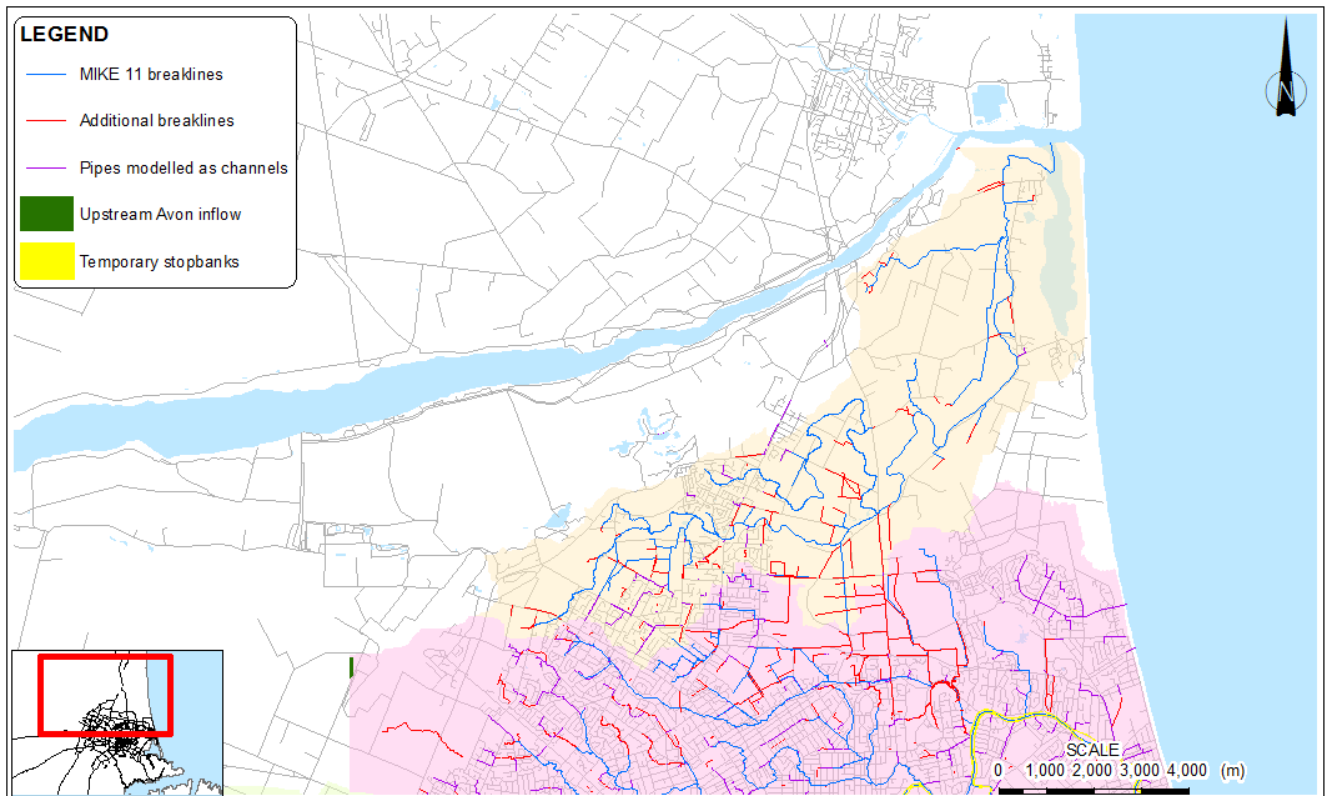 LEGEND
MIKE 11 breaklines
Additional breaklines
Pipes modelled as channels
Upstream Avon inflow
Temporary stopbanks
N
SCALE
0 1,000 2,000 3,000 4,000 (m)